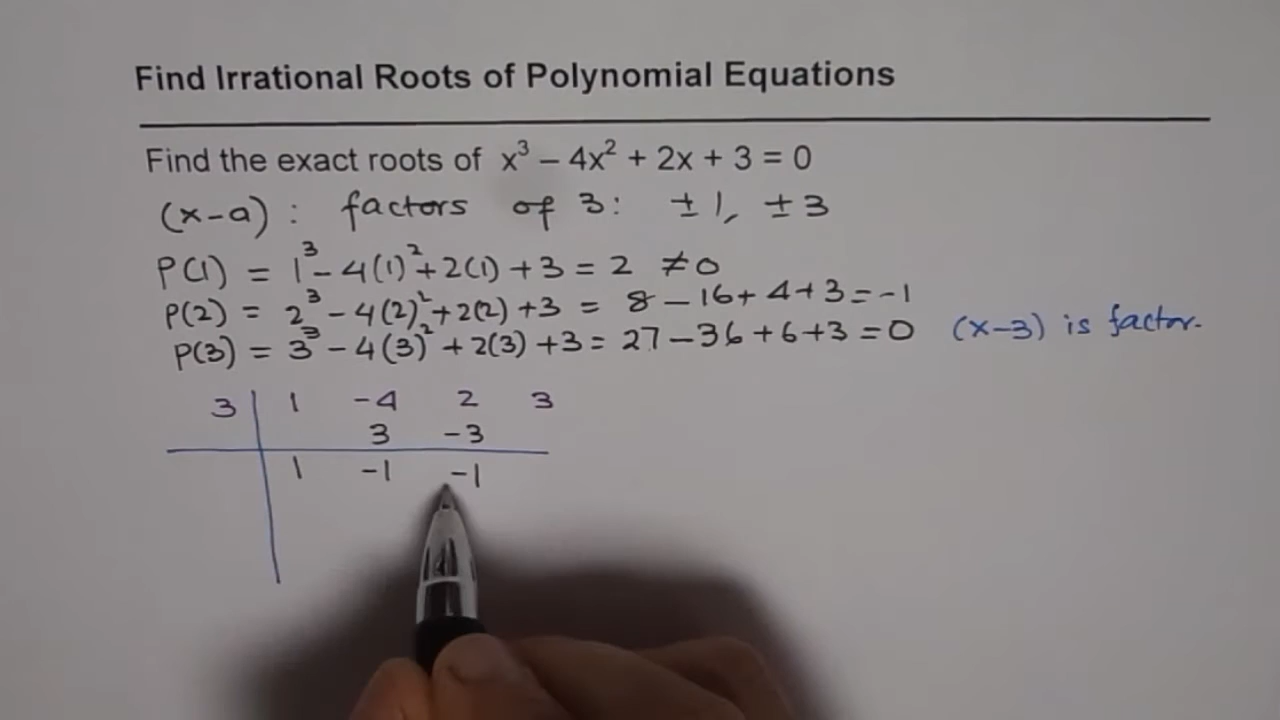 Find Irrational Roots of Polynomial Equations
Find the exact roots of x³ – 4x² + 2x + 3 = 0
(x-a) : factors of 3: ±1, ±3
P(1) = 1³ - 4(1)² + 2(1) + 3 = 2 ≠ 0
P(2) = 2³ - 4(2)² + 2(2) + 3 = 8 - 16 + 4 + 3 = -1
P(3) = 3³ - 4(3)² + 2(3) + 3 = 27 - 36 + 6 + 3 = 0 (x-3) is factor.
3 | 1 -4 2 3
3 -3
1 -1 -1